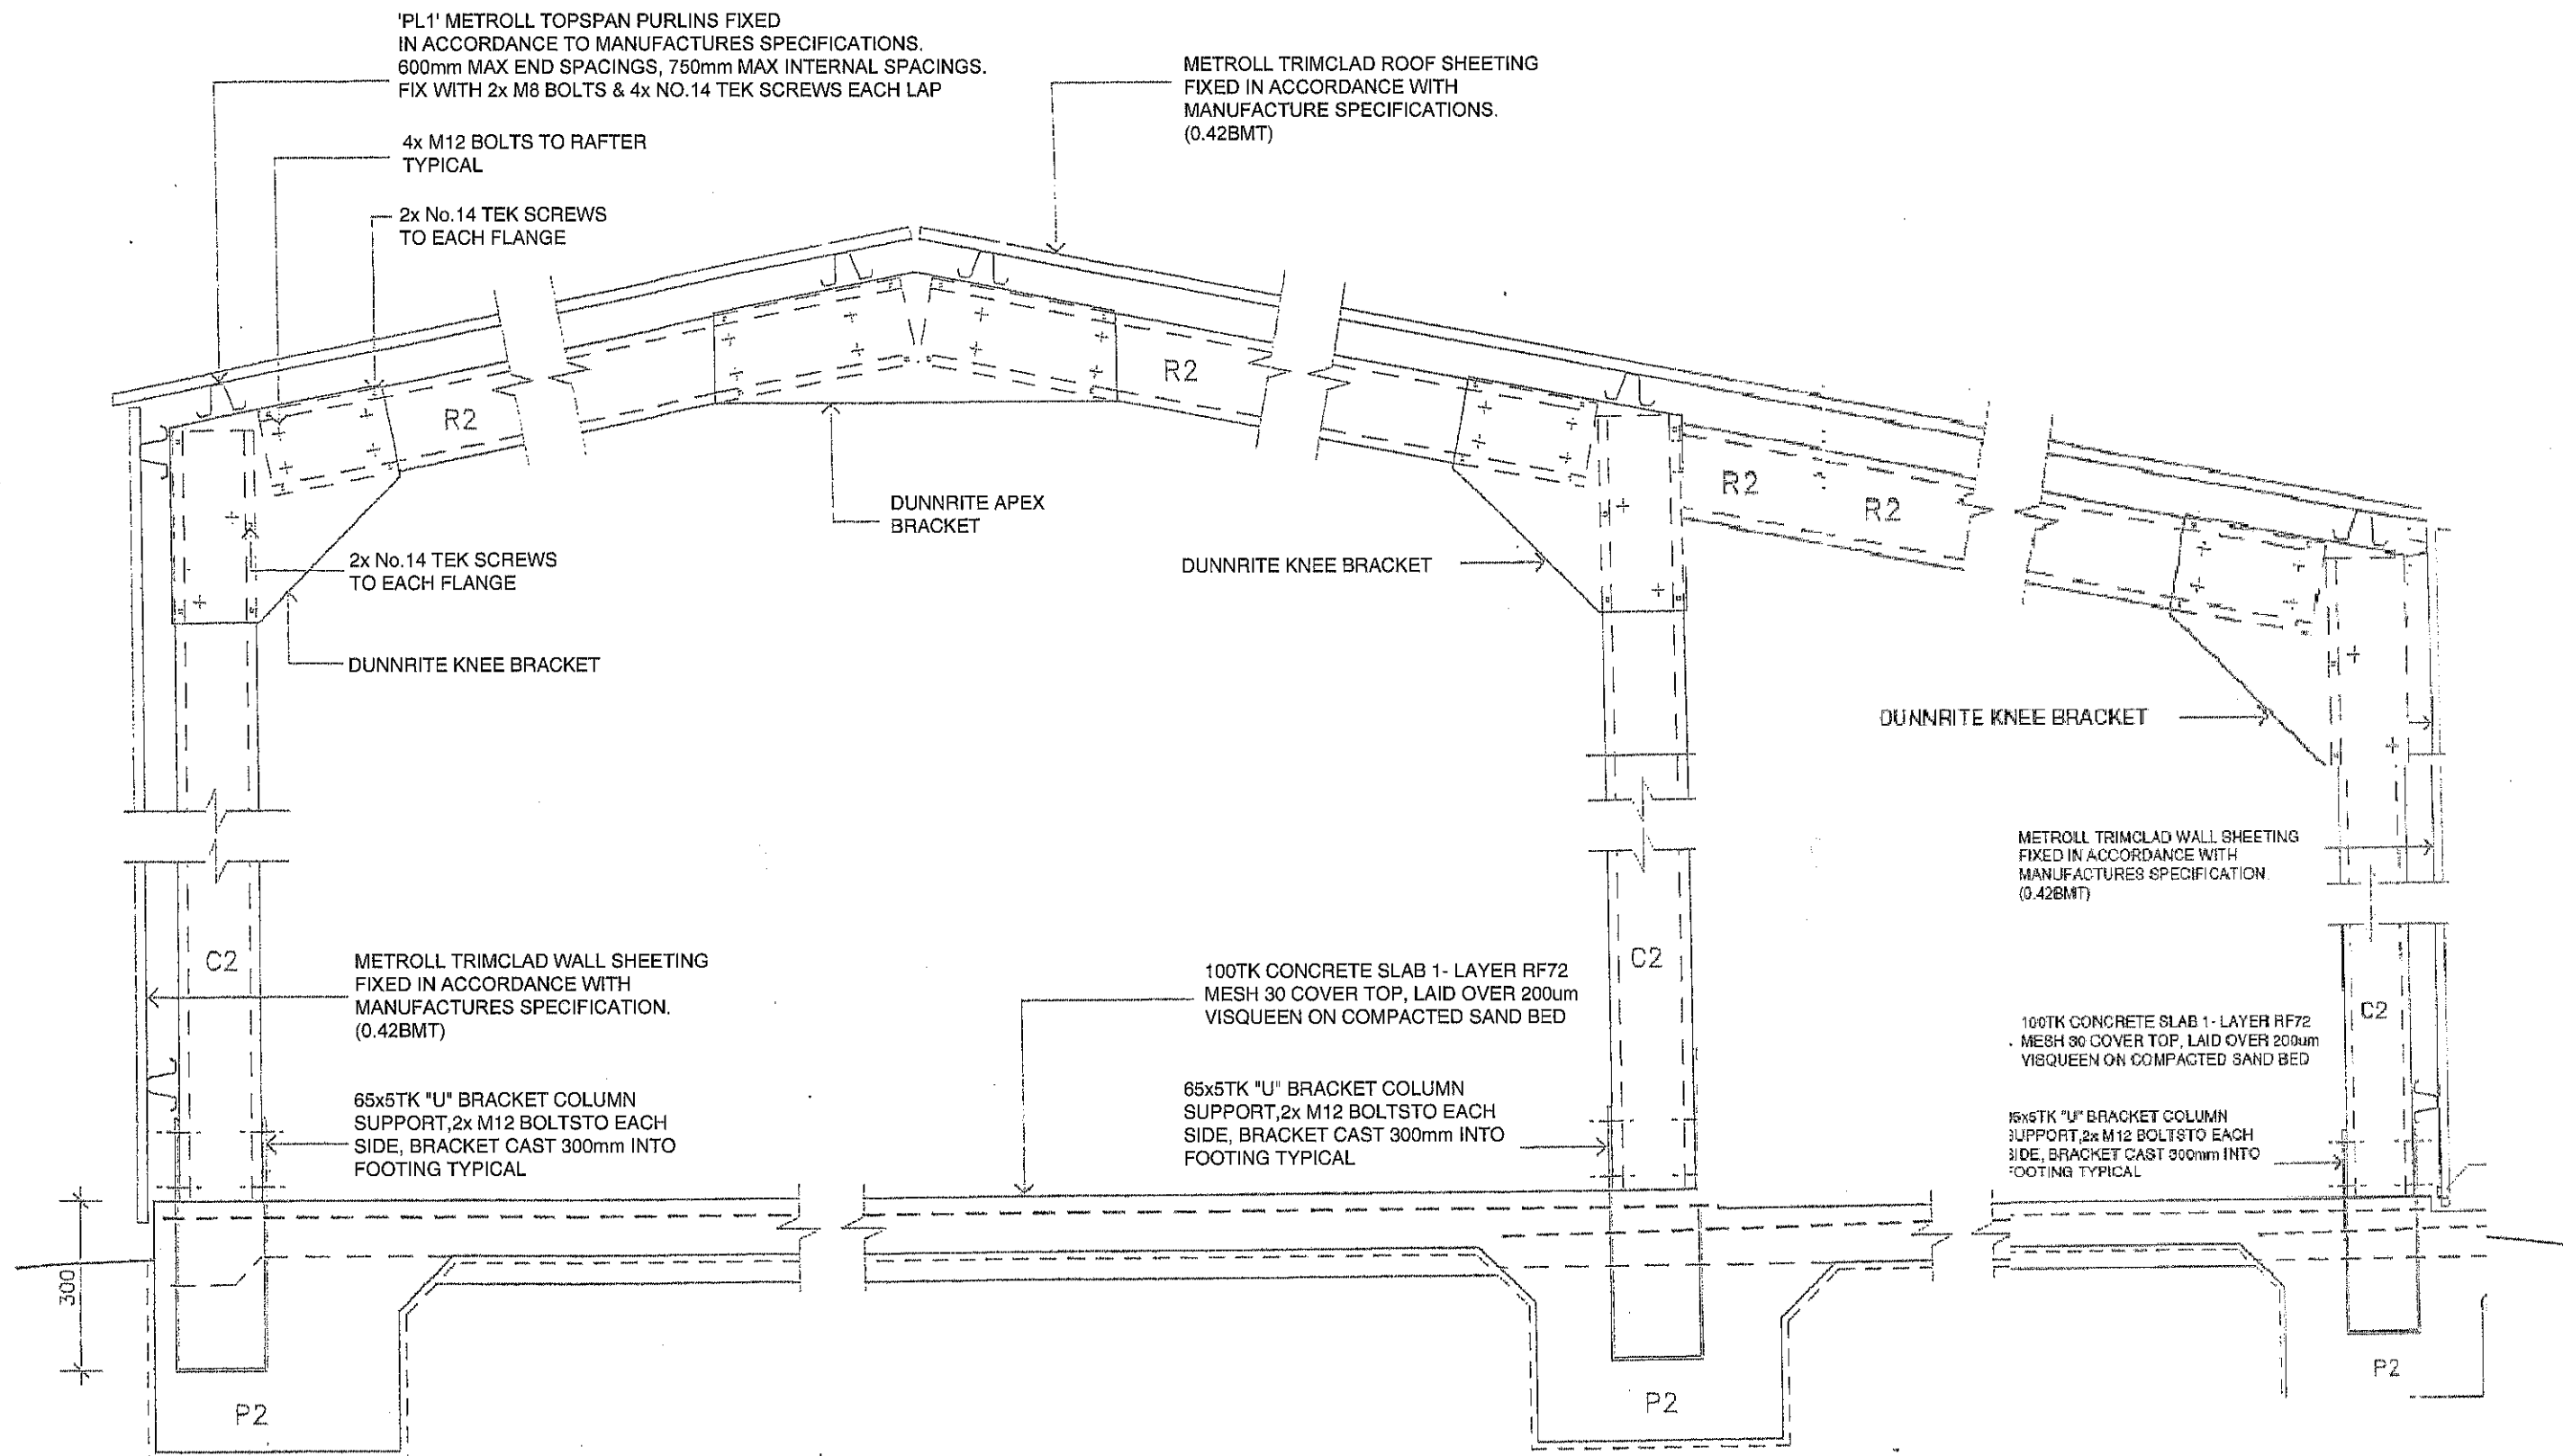 'PL1' METROLL TOPSPAN PURLINS FIXED
IN ACCORDANCE TO MANUFACTURES SPECIFICATIONS.
600mm MAX END SPACINGS, 750mm MAX INTERNAL SPACINGS.
FIX WITH 2x M8 BOLTS & 4x NO.14 TEK SCREWS EACH LAP
METROLL TRIMCLAD ROOF SHEETING
FIXED IN ACCORDANCE WITH
MANUFACTURE SPECIFICATIONS.
(0.42BMT)
4x M12 BOLTS TO RAFTER
TYPICAL
2x No.14 TEK SCREWS
TO EACH FLANGE
R2
R2
R2
R2
DUNNRITE APEX
BRACKET
DUNNRITE KNEE BRACKET
2x No.14 TEK SCREWS
TO EACH FLANGE
DUNNRITE KNEE BRACKET
DUNNRITE KNEE BRACKET
METROLL TRIMCLAD WALL SHEETING
FIXED IN ACCORDANCE WITH
MANUFACTURES SPECIFICATION.
(0.42BMT)
C2
METROLL TRIMCLAD WALL SHEETING
FIXED IN ACCORDANCE WITH
MANUFACTURES SPECIFICATION.
(0.42BMT)
100TK CONCRETE SLAB 1- LAYER RF72
MESH 30 COVER TOP, LAID OVER 200um
VISQUEEN ON COMPACTED SAND BED
C2
C2
100TK CONCRETE SLAB 1- LAYER RF72
MESH 30 COVER TOP, LAID OVER 200um
VISQUEEN ON COMPACTED SAND BED
65x5TK "U" BRACKET COLUMN
SUPPORT,2x M12 BOLTSTO EACH
SIDE, BRACKET CAST 300mm INTO
FOOTING TYPICAL
65x5TK "U" BRACKET COLUMN
SUPPORT,2x M12 BOLTSTO EACH
SIDE, BRACKET CAST 300mm INTO
FOOTING TYPICAL
"U" BRACKET COLUMN
SUPPORT,2x M12 BOLTSTO EACH
SIDE, BRACKET CAST 300mm INTO
FOOTING TYPICAL
300
P2
P2
P2